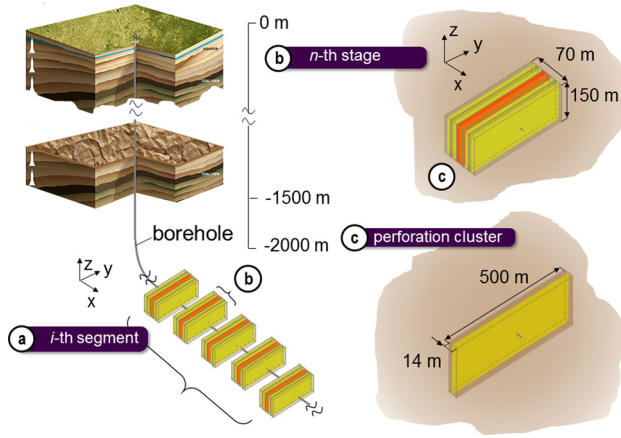 0 m
-1500 m
-2000 m
borehole
z
y
x
b
a
i-th segment
b
n-th stage
z
y
x
70 m
150 m
c
c
perforation cluster
500 m
14 m